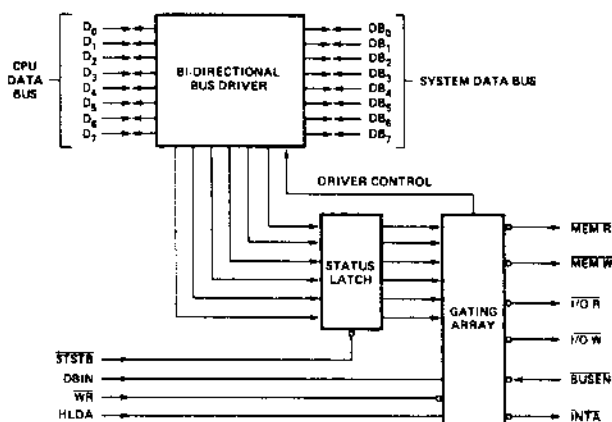 CPU
DATA
BUS
D0
D1
D2
D3
D4
D5
D6
D7
BI-DIRECTIONAL
BUS DRIVER
DB0
DB1
DB2
DB3
DB4
DB5
DB6
DB7
SYSTEM DATA BUS
DRIVER CONTROL
STATUS
LATCH
GATING
ARRAY
MEM R
MEM W
I/O R
I/O W
BUSEN
INTA
STSTB
DBIN
WR
HLDA